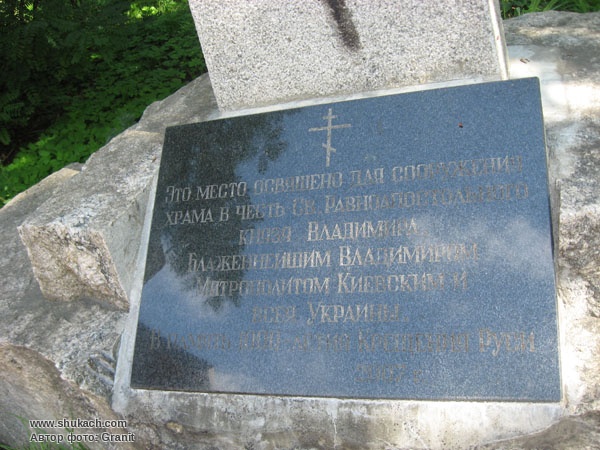 Это место освящено для сооружения
храма в честь Св. Равноапостольного
князя Владимира
Блаженнейшим Владимиром
Митрополитом Киевским и
всея Украины.
Крещения Руси
www.shukach.com
Автор фото: Granit